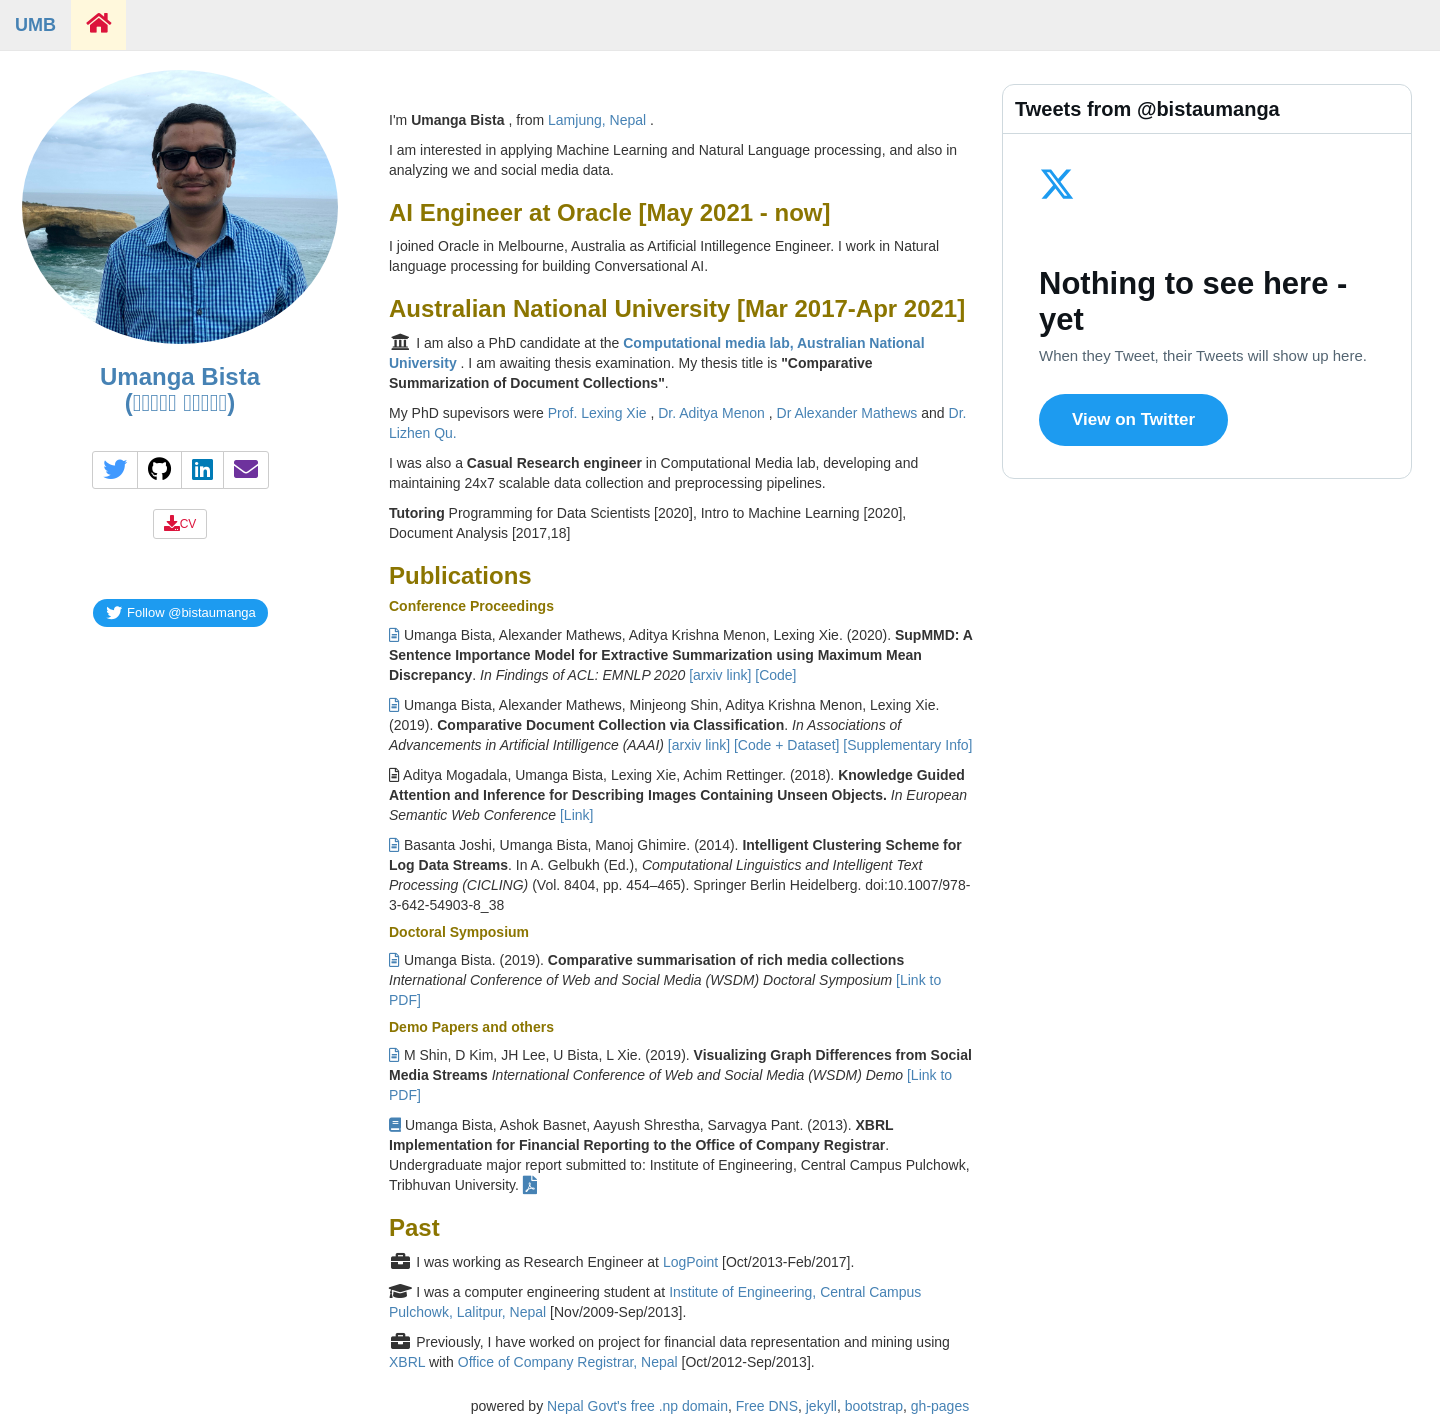 UMB
Umanga Bista
CV
Follow @bistaumanga
I'm Umanga Bista , from Lamjung, Nepal .
I am interested in applying Machine Learning and Natural Language processing, and also in
analyzing we and social media data.
AI Engineer at Oracle [May 2021 - now]
I joined Oracle in Melbourne, Australia as Artificial Intillegence Engineer. I work in Natural
language processing for building Conversational AI.
Australian National University [Mar 2017-Apr 2021]
I am also a PhD candidate at the Computational media lab, Australian National
University . I am awaiting thesis examination. My thesis title is "Comparative
Summarization of Document Collections".
My PhD supevisors were Prof. Lexing Xie , Dr. Aditya Menon , Dr Alexander Mathews and Dr.
Lizhen Qu.
I was also a Casual Research engineer in Computational Media lab, developing and
maintaining 24x7 scalable data collection and preprocessing pipelines.
Tutoring Programming for Data Scientists [2020], Intro to Machine Learning [2020],
Document Analysis [2017,18]
Publications
Conference Proceedings
Umanga Bista, Alexander Mathews, Aditya Krishna Menon, Lexing Xie. (2020). SupMMD: A
Sentence Importance Model for Extractive Summarization using Maximum Mean
Discrepancy. In Findings of ACL: EMNLP 2020 [arxiv link] [Code]
Umanga Bista, Alexander Mathews, Minjeong Shin, Aditya Krishna Menon, Lexing Xie.
(2019). Comparative Document Collection via Classification. In Associations of
Advancements in Artificial Intilligence (AAAI) [arxiv link] [Code + Dataset] [Supplementary Info]
Aditya Mogadala, Umanga Bista, Lexing Xie, Achim Rettinger. (2018). Knowledge Guided
Attention and Inference for Describing Images Containing Unseen Objects. In European
Semantic Web Conference [Link]
Basanta Joshi, Umanga Bista, Manoj Ghimire. (2014). Intelligent Clustering Scheme for
Log Data Streams. In A. Gelbukh (Ed.), Computational Linguistics and Intelligent Text
Processing (CICLING) (Vol. 8404, pp. 454–465). Springer Berlin Heidelberg. doi:10.1007/978-
3-642-54903-8_38
Doctoral Symposium
Umanga Bista. (2019). Comparative summarisation of rich media collections
International Conference of Web and Social Media (WSDM) Doctoral Symposium [Link to
PDF]
Demo Papers and others
M Shin, D Kim, JH Lee, U Bista, L Xie. (2019). Visualizing Graph Differences from Social
Media Streams International Conference of Web and Social Media (WSDM) Demo [Link to
PDF]
Umanga Bista, Ashok Basnet, Aayush Shrestha, Sarvagya Pant. (2013). XBRL
Implementation for Financial Reporting to the Office of Company Registrar.
Undergraduate major report submitted to: Institute of Engineering, Central Campus Pulchowk,
Tribhuvan University.
Past
I was working as Research Engineer at LogPoint [Oct/2013-Feb/2017].
I was a computer engineering student at Institute of Engineering, Central Campus
Pulchowk, Lalitpur, Nepal [Nov/2009-Sep/2013].
Previously, I have worked on project for financial data representation and mining using
XBRL with Office of Company Registrar, Nepal [Oct/2012-Sep/2013].
Tweets from @bistaumanga
Nothing to see here -
yet
When they Tweet, their Tweets will show up here.
View on Twitter
powered by Nepal Govt's free .np domain, Free DNS, jekyll, bootstrap, gh-pages